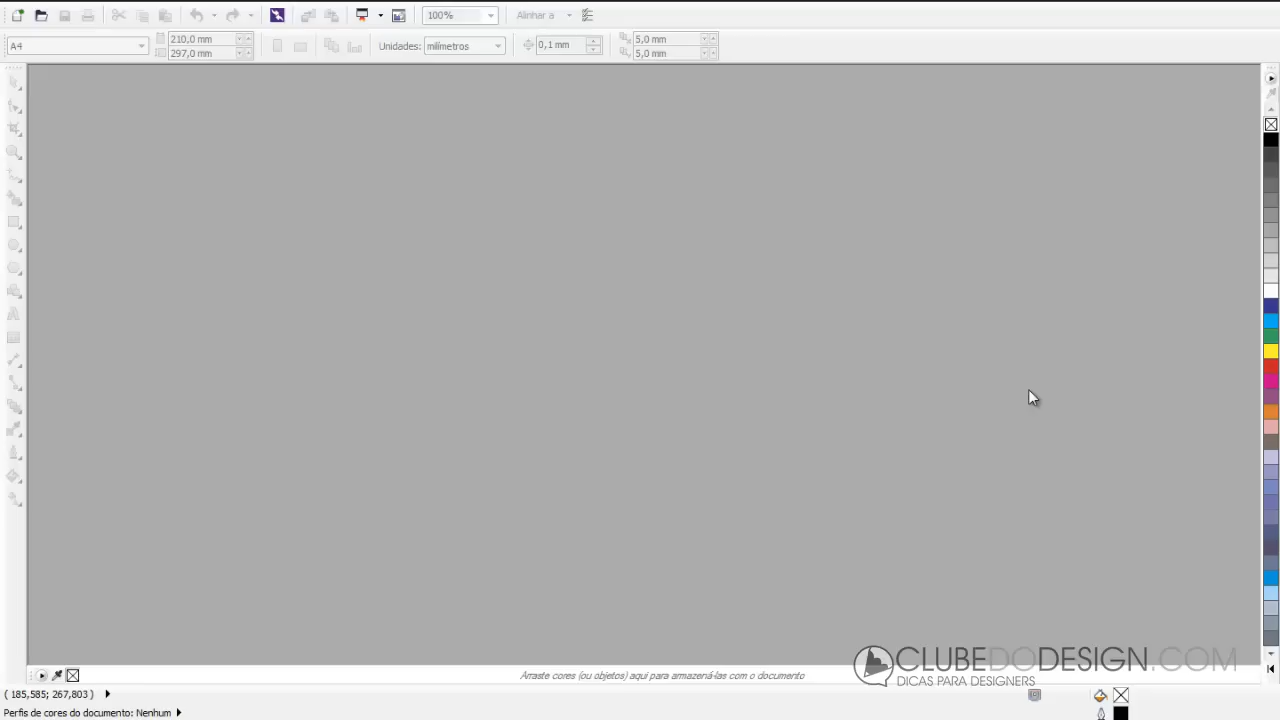 100%
Alinhar a
A4
210,0 mm
297,0 mm
Unidades: milímetros
0,1 mm
5,0 mm
5,0 mm
Arraste cores (ou objetos) aqui para armazená-las com o documento
CLUBEDODESIGN.COM
DICAS PARA DESIGNERS
( 185,585; 267,803 )
Perfis de cores do documento: Nenhum